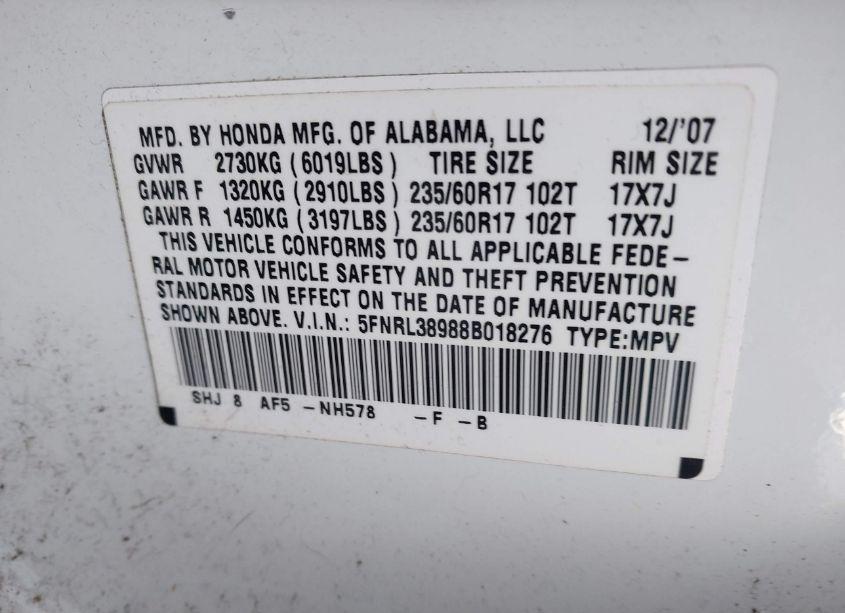 MFD. BY HONDA MFG. OF ALABAMA, LLC 12/'07
GVWR 2730KG (6019LBS) TIRE SIZE RIM SIZE
GAWR F 1320KG (2910LBS) 235/60R17 102T 17X7J
GAWR R 1450KG (3197LBS) 235/60R17 102T 17X7J
THIS VEHICLE CONFORMS TO ALL APPLICABLE FEDE-
RAL MOTOR VEHICLE SAFETY AND THEFT PREVENTION
STANDARDS IN EFFECT ON THE DATE OF MANUFACTURE
SHOWN ABOVE. V.I.N.: 5FNRL38988B018276 TYPE:MPV
SHJ 8 AF5 -NH578 -F -B